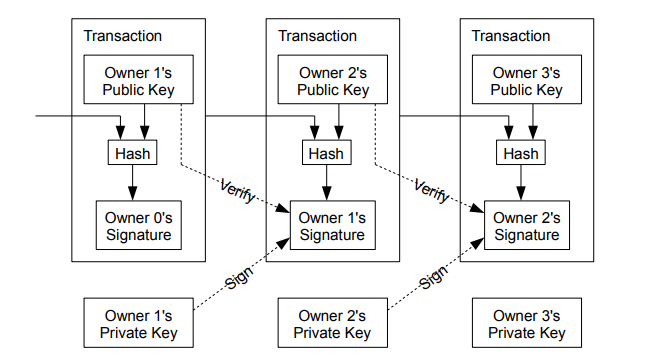 Transaction
Transaction
Transaction
Owner 1's
Public Key
Owner 2's
Public Key
Owner 3's
Public Key
Hash
Hash
Hash
Verify
Verify
Owner 0's
Signature
Owner 1's
Signature
Owner 2's
Signature
Sign
Sign
Owner 1's
Private Key
Owner 2's
Private Key
Owner 3's
Private Key